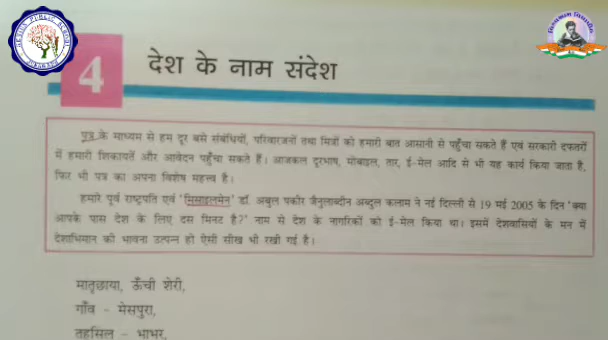 4
देश के नाम संदेश
पत्र के माध्यम से हम दूर बसे संबंधियों, परिवारजनों तथा मित्रों को हमारी बात आसानी से पहुँचा सकते हैं एवं सरकारी दफतरों
में हमारी शिकायतें और आवेदन पहुँचा सकते हैं। आजकल दूरभाष, मोबाइल, तार, ई-मेल आदि से भी यह कार्य किया जाता है,
फिर भी पत्र का अपना विशेष महत्त्व है।
हमारे पूर्व राष्ट्रपति एवं 'मिसाइलमेन' डॉ. अबुल पकीर जैनुलाब्दीन अब्दुल कलाम ने नई दिल्ली से 19 मई 2005 के दिन 'क्या
आपके पास देश के लिए दस मिनट है?' नाम से देश के नागरिकों को ई-मेल किया था। इसमें देशवासियों के मन में
देशाभिमान की भावना उत्पन्न हो ऐसी सीख भी रखी गई है।
मातृछाया, ऊँची शेरी,
गाँव - मेसपुरा,
तहसिल - भाभर,